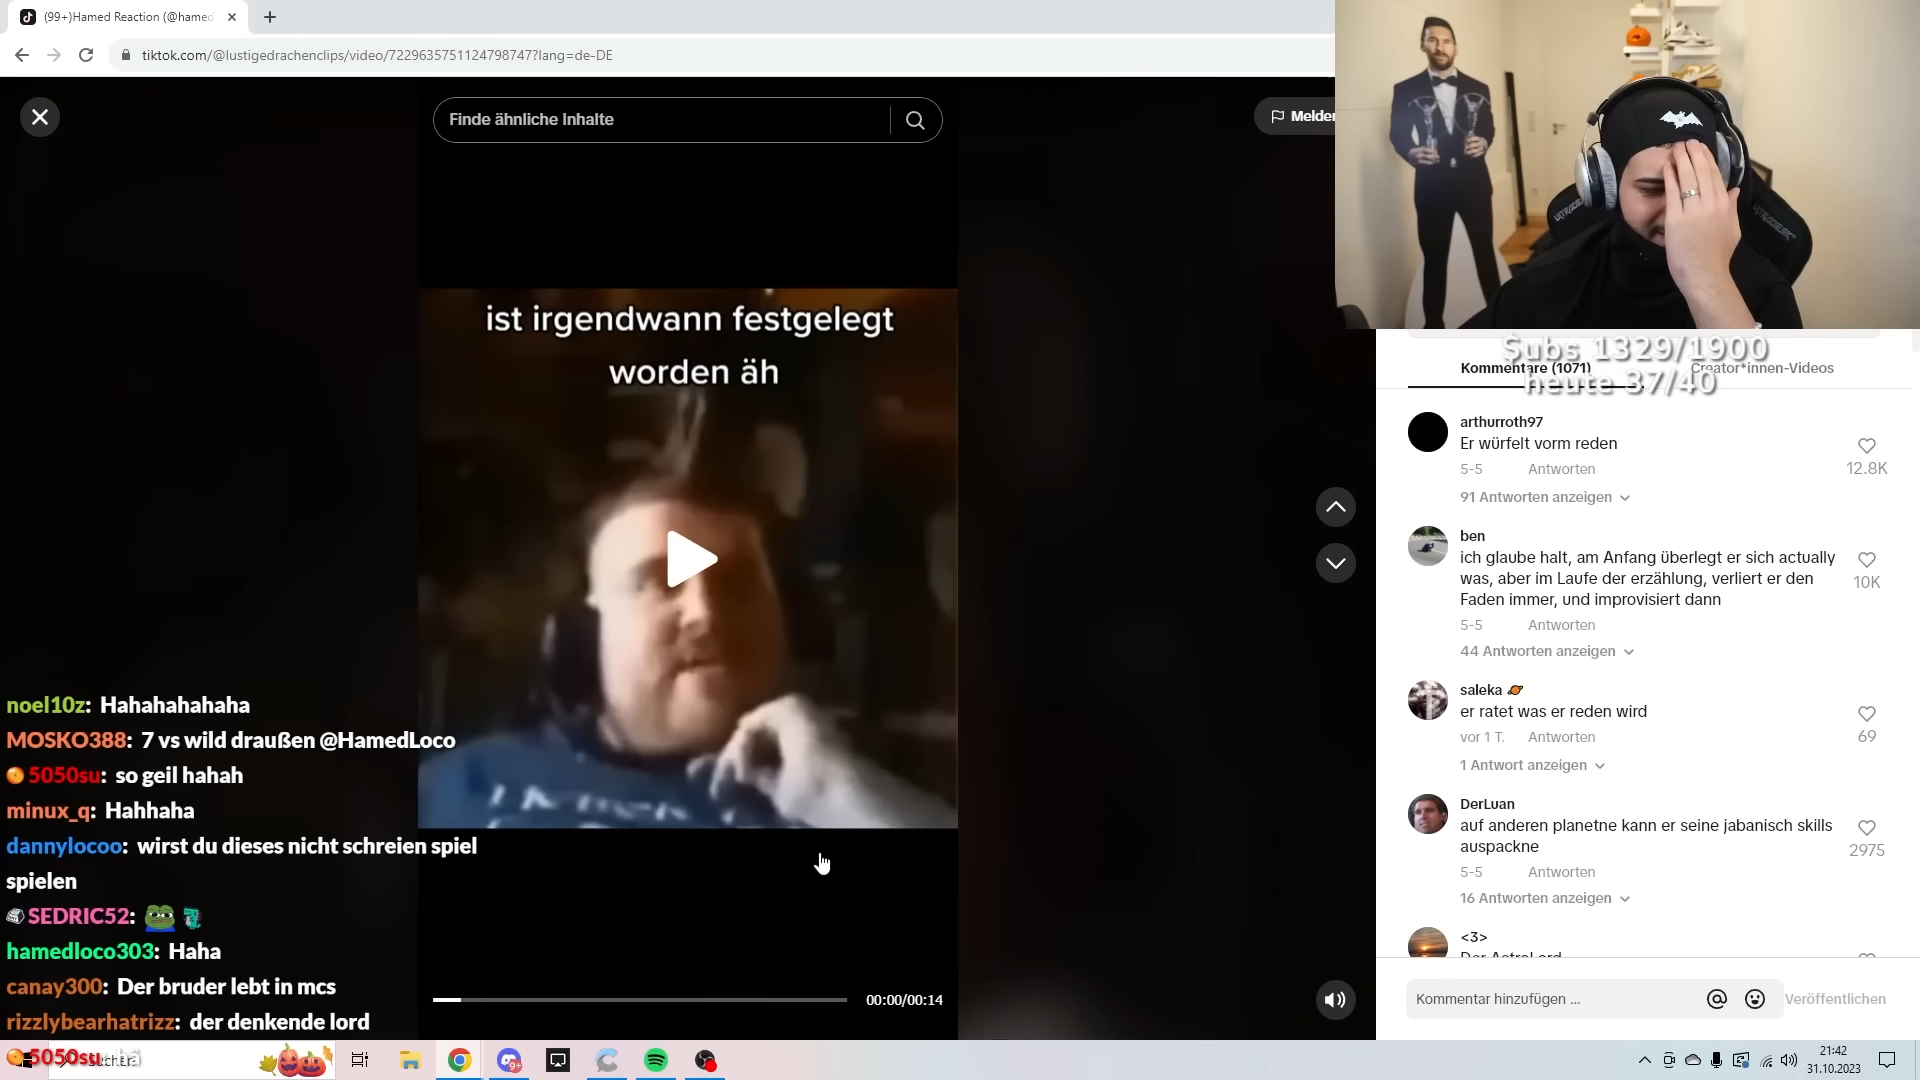 (99+)Hamed Reaction (@hamed
tiktok.com/@lustigedrachenclips/video/7229635751124798747?lang=de-DE
Finde ähnliche Inhalte
Melden
ist irgendwann festgelegt
worden äh
$ubs 1329/1900
heute 37/40
Kommentare (1071)
Creator*innen-Videos
arthurroth97
Er würfelt vorm reden
5-5 Antworten
12.8K
91 Antworten anzeigen
ben
ich glaube halt, am Anfang überlegt er sich actually
was, aber im Laufe der erzählung, verliert er den
Faden immer, und improvisiert dann
10K
5-5 Antworten
44 Antworten anzeigen
saleka
er ratet was er reden wird
vor 1 T. Antworten
69
1 Antwort anzeigen
DerLuan
auf anderen planetne kann er seine jabanisch skills
auspackne
2975
5-5 Antworten
16 Antworten anzeigen
<3>
Kommentar hinzufügen ...
Veröffentlichen
noel10z: Hahahahahaha
MOSKO388: 7 vs wild draußen @HamedLoco
5050su: so geil hahah
minux_q: Hahhaha
dannylocoo: wirst du dieses nicht schreien spiel
spielen
SEDRIC52:
hamedloco303: Haha
canay300: Der bruder lebt in mcs
rizzlybearhatrizz: der denkende lord
5050su:
00:00/00:14
9+
21:42
31.10.2023